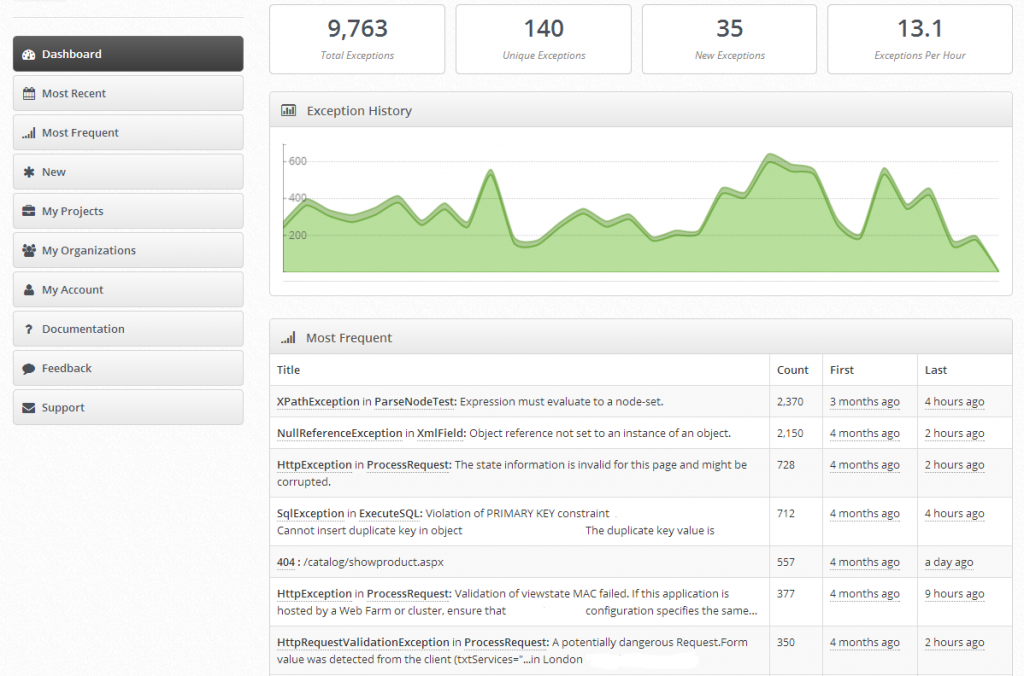 9,763
Total Exceptions
140
Unique Exceptions
35
New Exceptions
13.1
Exceptions Per Hour
Dashboard
Most Recent
Most Frequent
New
My Projects
My Organizations
My Account
Documentation
Feedback
Support
Exception History
600
400
200
Most Frequent
Title Count First Last
XPathException in ParseNodeTest: Expression must evaluate to a node-set. 2,370 3 months ago 4 hours ago
NullReferenceException in XmlField: Object reference not set to an instance of an object. 2,150 4 months ago 2 hours ago
HttpException in ProcessRequest: The state information is invalid for this page and might be 728 4 months ago 2 hours ago
corrupted.
SqlException in ExecuteSQL: Violation of PRIMARY KEY constraint 712 4 months ago 4 hours ago
Cannot insert duplicate key in object The duplicate key value is
404 : /catalog/showproduct.aspx 557 4 months ago a day ago
HttpException in ProcessRequest: Validation of viewstate MAC failed. If this application is 377 4 months ago 9 hours ago
hosted by a Web Farm or cluster, ensure that configuration specifies the same...
HttpRequestValidationException in ProcessRequest: A potentially dangerous Request.Form 350 4 months ago 2 hours ago
value was detected from the client (txtServices="...in London